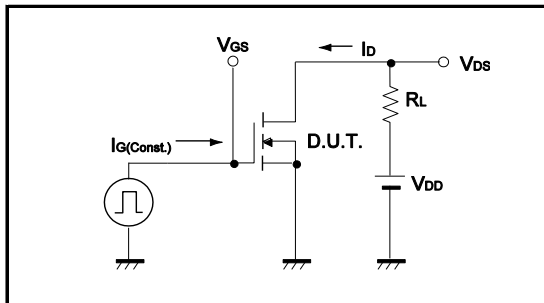 VGS
ID
VDS
RL
IG(Const.)
D.U.T.
VDD